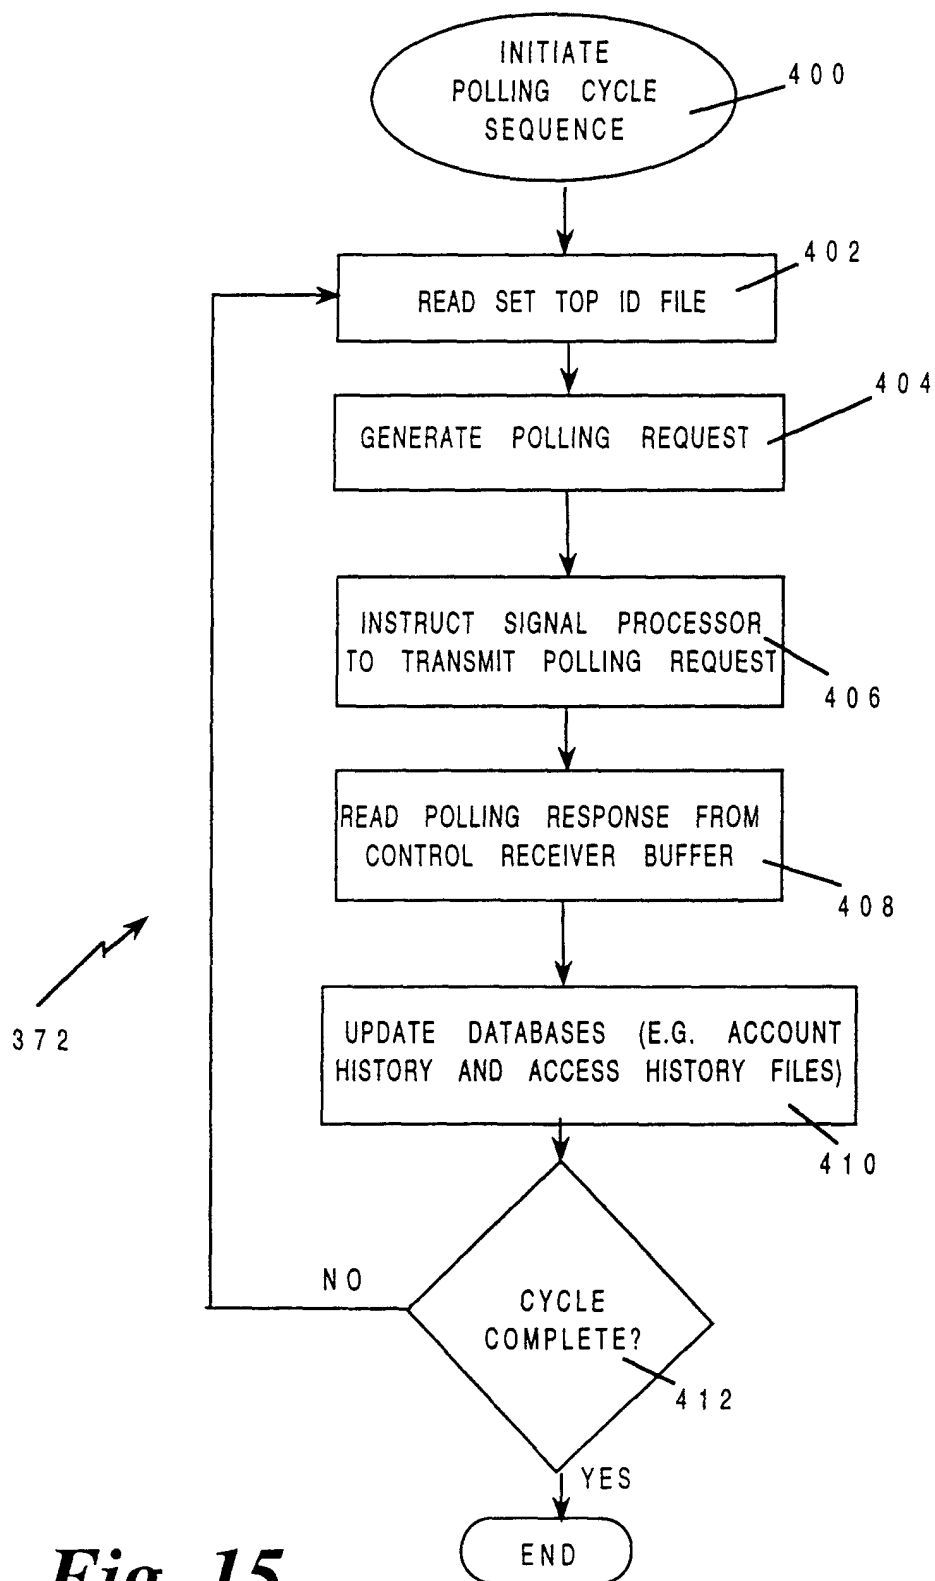 INITIATE
POLLING CYCLE
SEQUENCE
400
402
READ SET TOP ID FILE
404
GENERATE POLLING REQUEST
INSTRUCT SIGNAL PROCESSOR
TO TRANSMIT POLLING REQUEST
406
READ POLLING RESPONSE FROM
CONTROL RECEIVER BUFFER
408
372
UPDATE DATABASES (E.G. ACCOUNT
HISTORY AND ACCESS HISTORY FILES)
410
NO
CYCLE
COMPLETE?
412
YES
END
Fig. 15